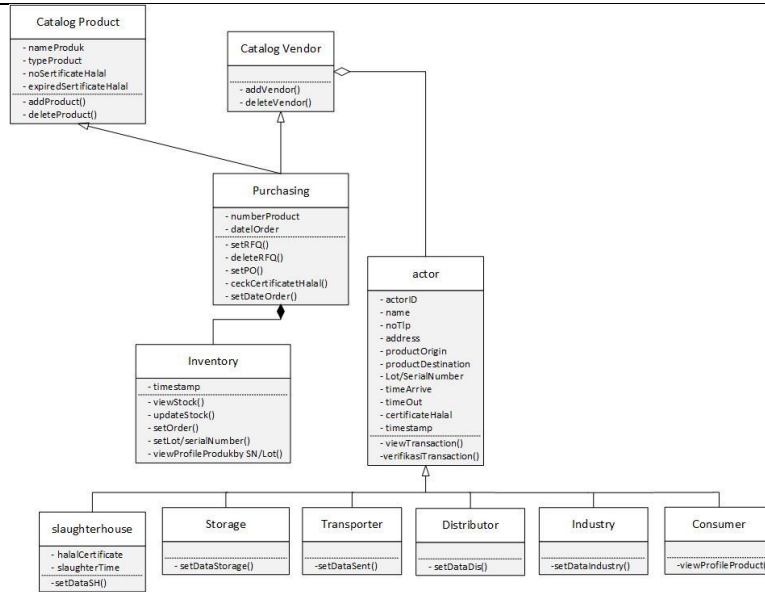 Catalog Product
- nameProduk
- typeProduct
- noSertificateHalal
- expiredSertificateHalal
- addProduct()
- deleteProduct()
Catalog Vendor
- addVendor()
- deleteVendor()
Purchasing
- numberProduct
- datelOrder
- setRFQ()
- deleteRFQ()
- setPO()
- ceckCertificatetHalal()
- setDateOrder()
Inventory
- timestamp
- viewStock()
- updateStock()
- setOrder()
- setLot/serialNumber()
- viewProfileProdukby SN/Lot()
actor
- actorID
- name
- noTlp
- address
- productOrigin
- productDestination
- Lot/SerialNumber
- timeArrive
- timeOut
- certificateHalal
- timestamp
- viewTransaction()
-verifikasiTransaction()
slaughterhouse
- halalCertificate
- slaughterTime
-setDataSH()
Storage
- setDataStorage()
Transporter
-setDataSent()
Distributor
- setDataDis()
Industry
-setDataIndustry()
Consumer
-viewProfileProduct()